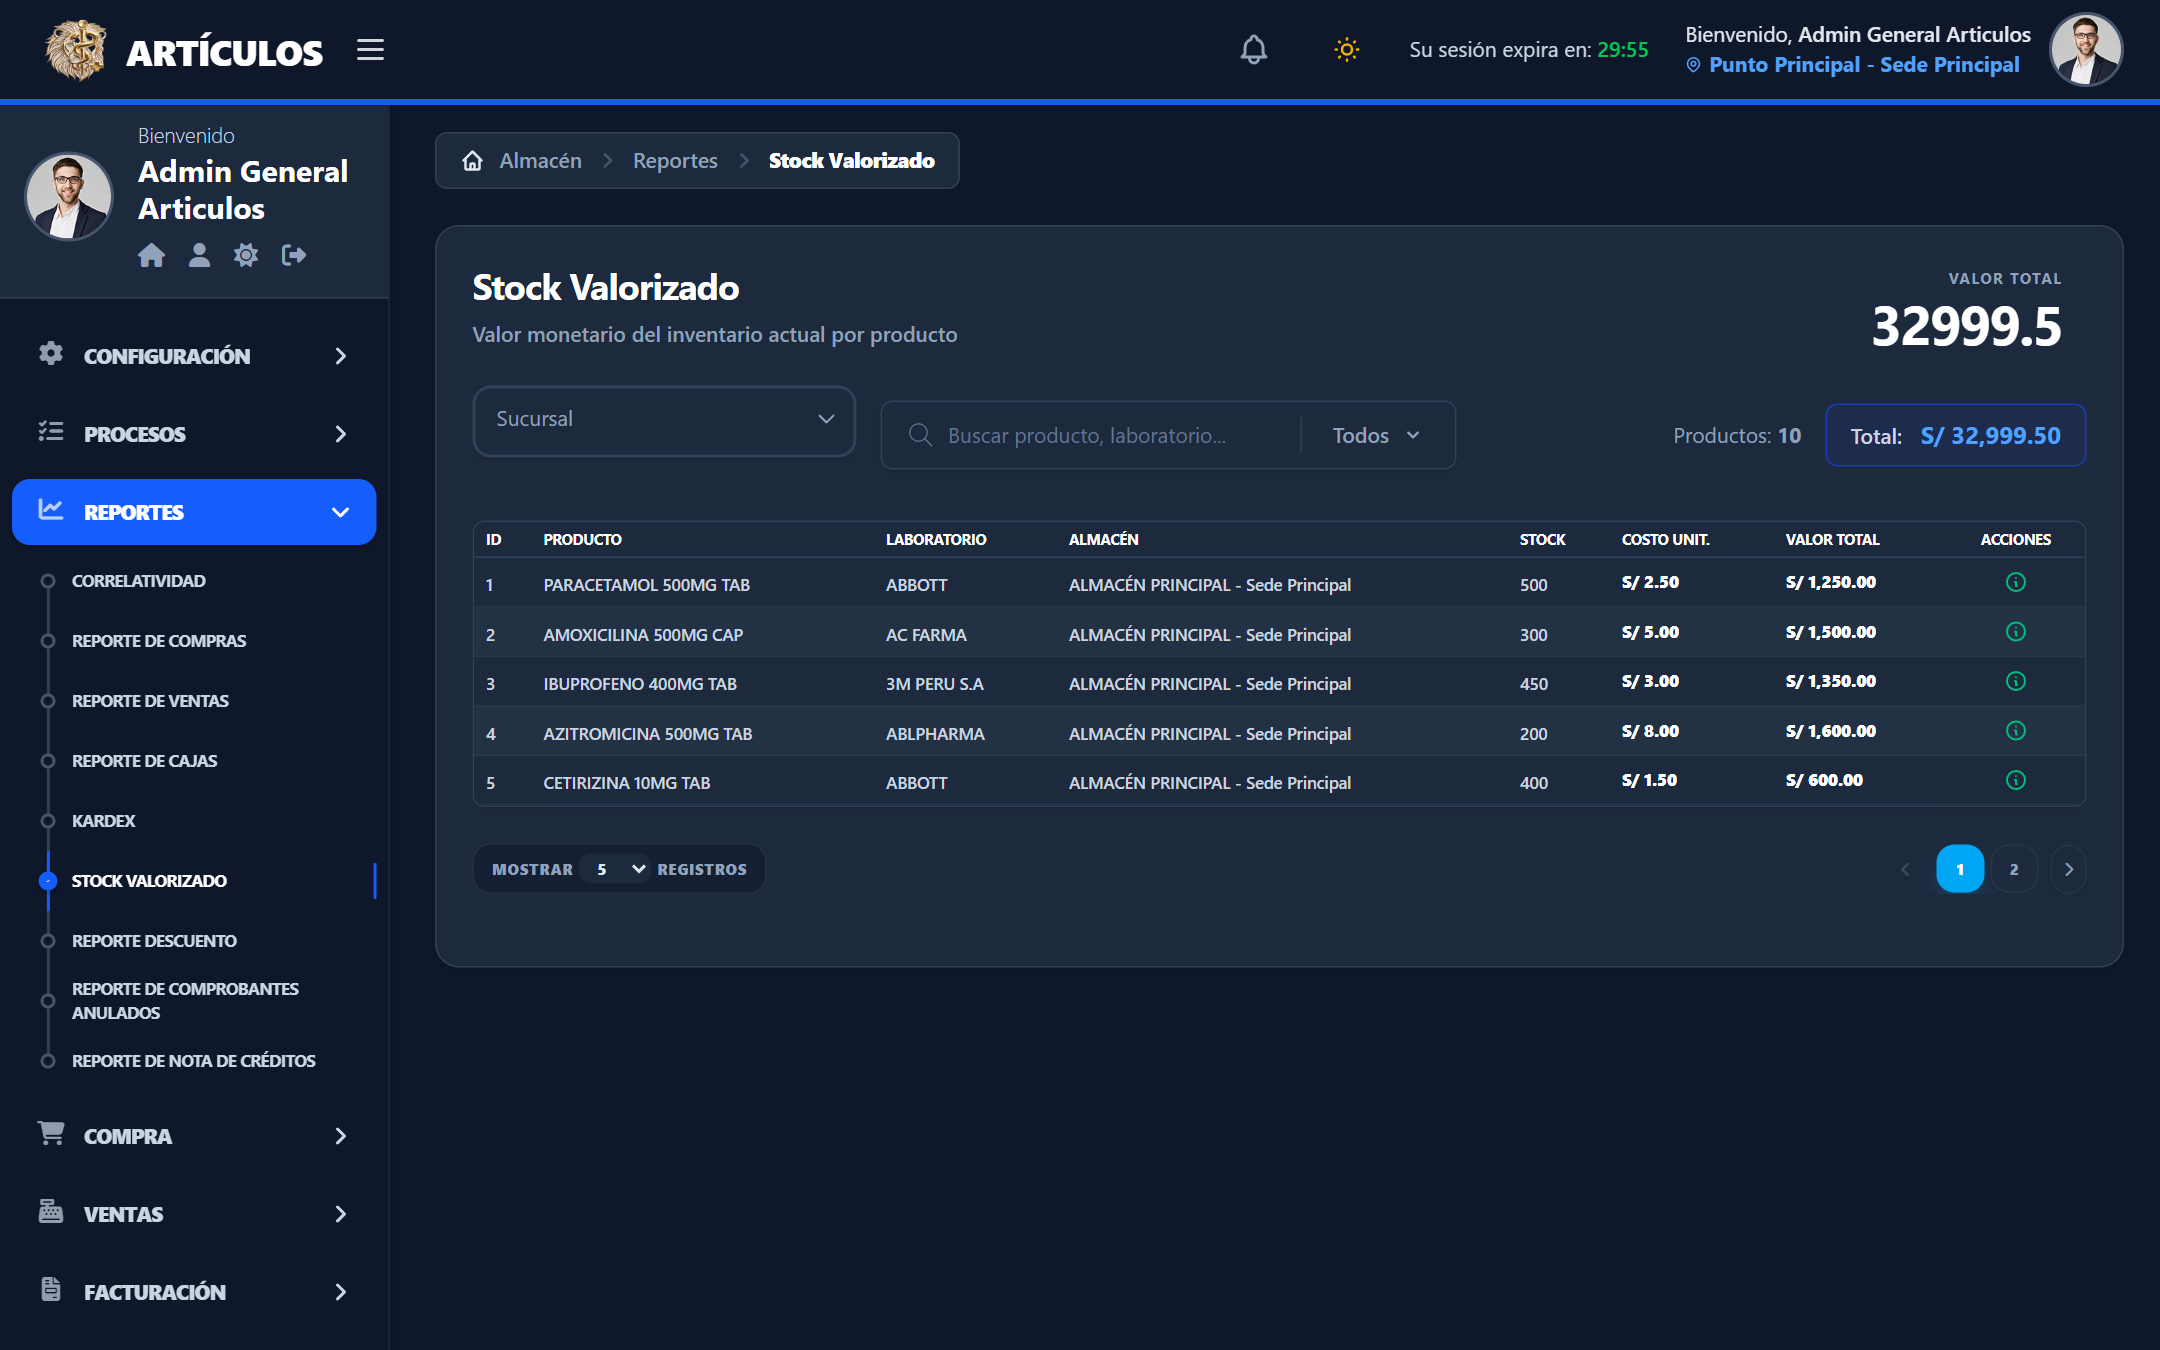 ARTÍCULOS
Su sesión expira en: 29:55
Bienvenido, Admin General Articulos
Punto Principal - Sede Principal
Bienvenido
Admin General
Articulos
CONFIGURACIÓN
PROCESOS
REPORTES
CORRELATIVIDAD
REPORTE DE COMPRAS
REPORTE DE VENTAS
REPORTE DE CAJAS
KARDEX
STOCK VALORIZADO
REPORTE DESCUENTO
REPORTE DE COMPROBANTES
ANULADOS
REPORTE DE NOTA DE CRÉDITOS
COMPRA
VENTAS
FACTURACIÓN
Almacén > Reportes > Stock Valorizado
Stock Valorizado
Valor monetario del inventario actual por producto
VALOR TOTAL
32999.5
Sucursal
Buscar producto, laboratorio...
Todos
Productos: 10
Total: S/ 32,999.50
ID PRODUCTO LABORATORIO ALMACÉN STOCK COSTO UNIT. VALOR TOTAL ACCIONES
1 PARACETAMOL 500MG TAB ABBOTT ALMACÉN PRINCIPAL - Sede Principal 500 S/ 2.50 S/ 1,250.00
2 AMOXICILINA 500MG CAP AC FARMA ALMACÉN PRINCIPAL - Sede Principal 300 S/ 5.00 S/ 1,500.00
3 IBUPROFENO 400MG TAB 3M PERU S.A ALMACÉN PRINCIPAL - Sede Principal 450 S/ 3.00 S/ 1,350.00
4 AZITROMICINA 500MG TAB ABLPHARMA ALMACÉN PRINCIPAL - Sede Principal 200 S/ 8.00 S/ 1,600.00
5 CETIRIZINA 10MG TAB ABBOTT ALMACÉN PRINCIPAL - Sede Principal 400 S/ 1.50 S/ 600.00
MOSTRAR 5 REGISTROS
1 2